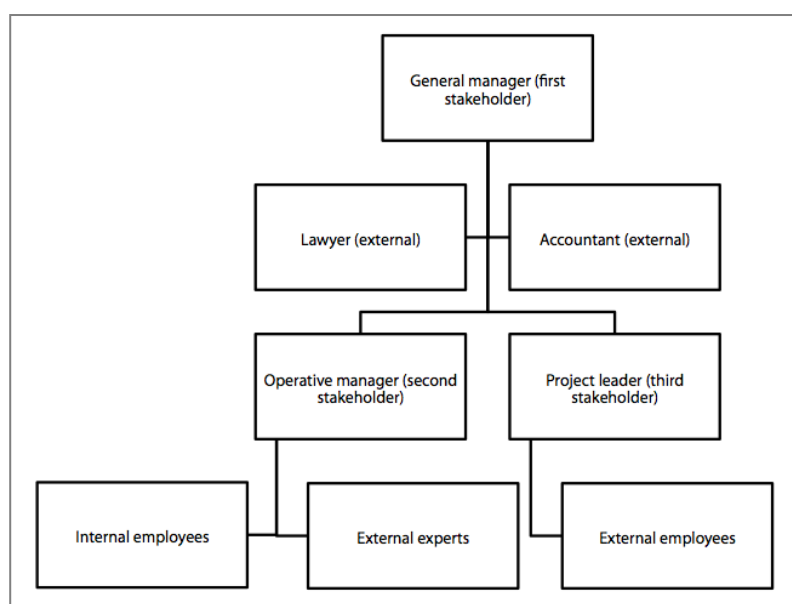 General manager (first
stakeholder)
Lawyer (external)
Accountant (external)
Operative manager (second
stakeholder)
Project leader (third
stakeholder)
Internal employees
External experts
External employees